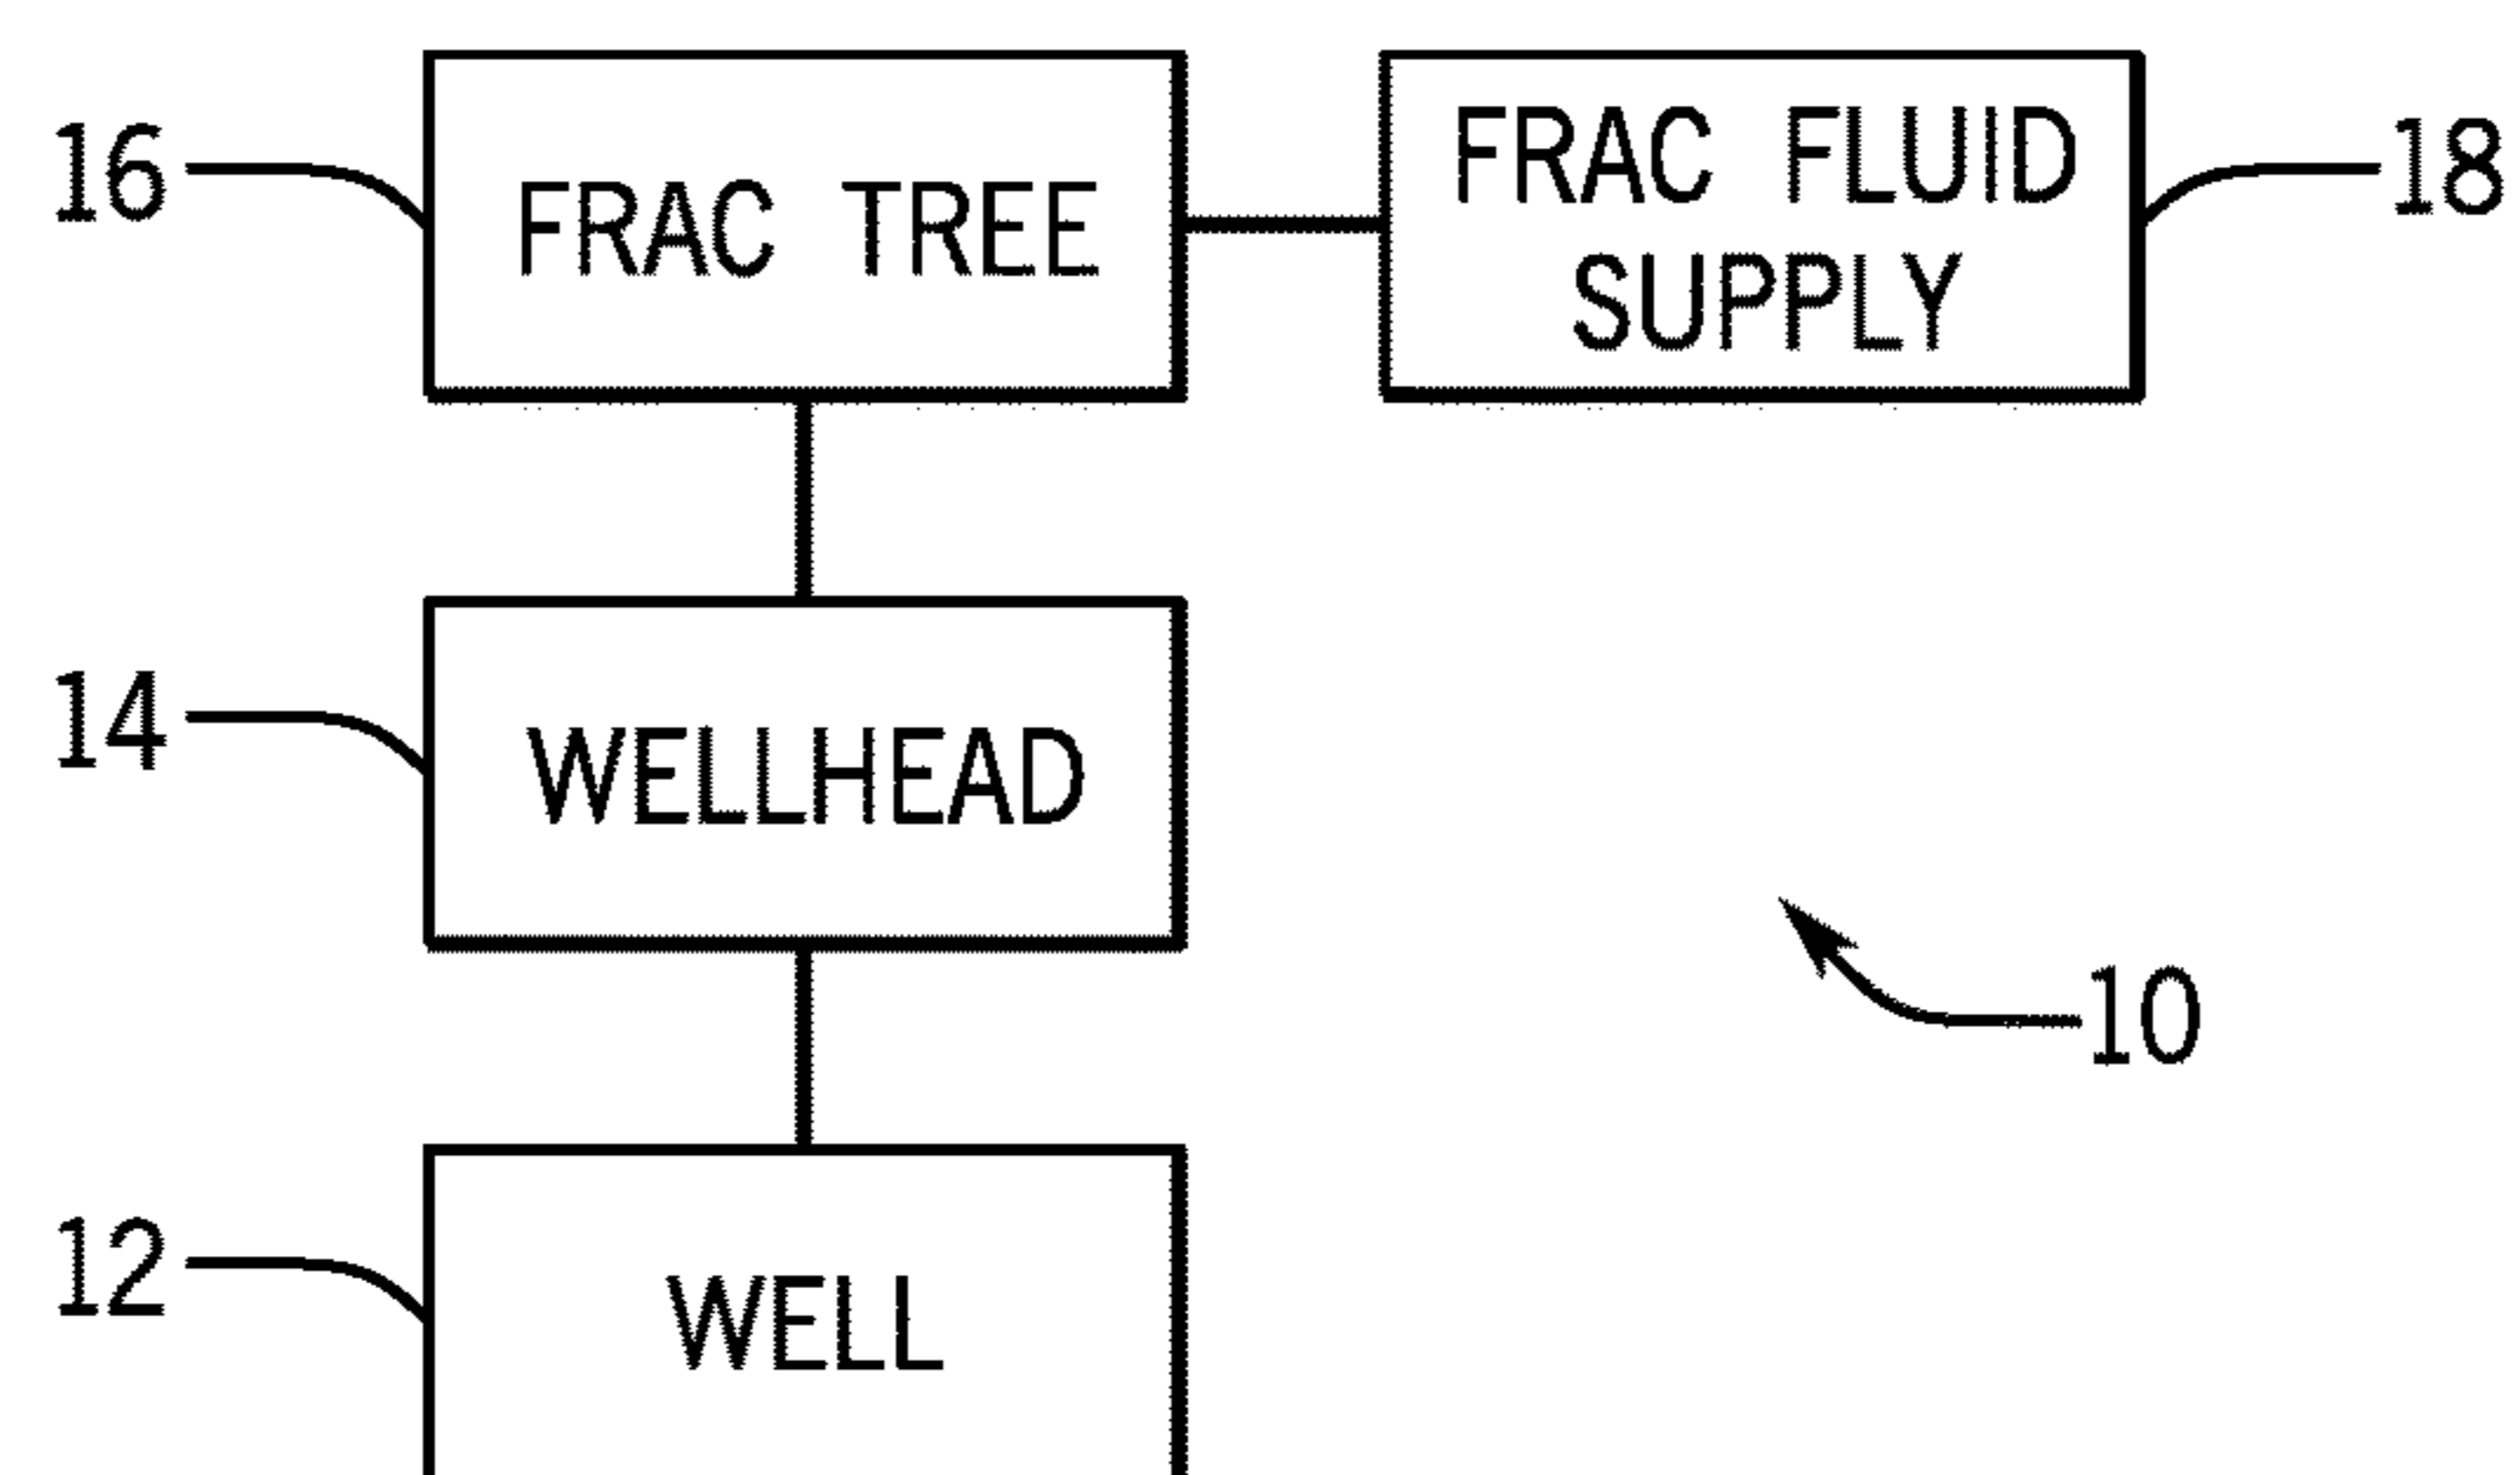 16
FRAC TREE
FRAC FLUID
SUPPLY
18
14
WELLHEAD
10
12
WELL